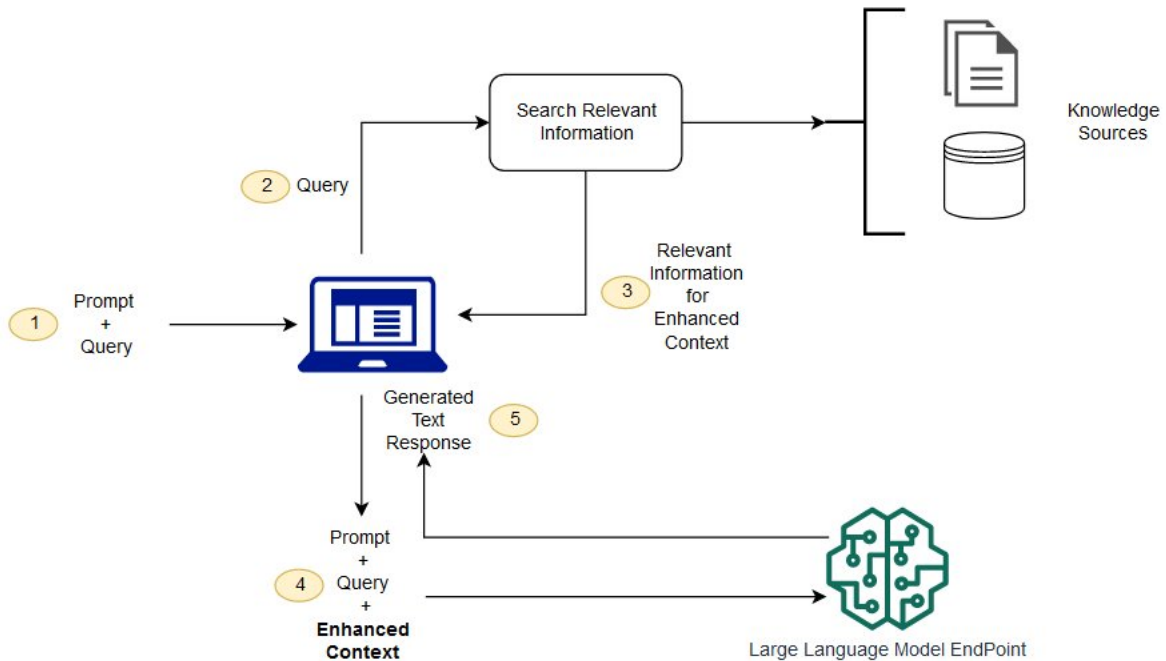 Search Relevant
Information
Knowledge
Sources
2
Query
Relevant
Information
for
Enhanced
Context
3
1
Prompt
+
Query
Generated
Text
Response
5
Prompt
+
Query
+
Enhanced
Context
4
Large Language Model EndPoint